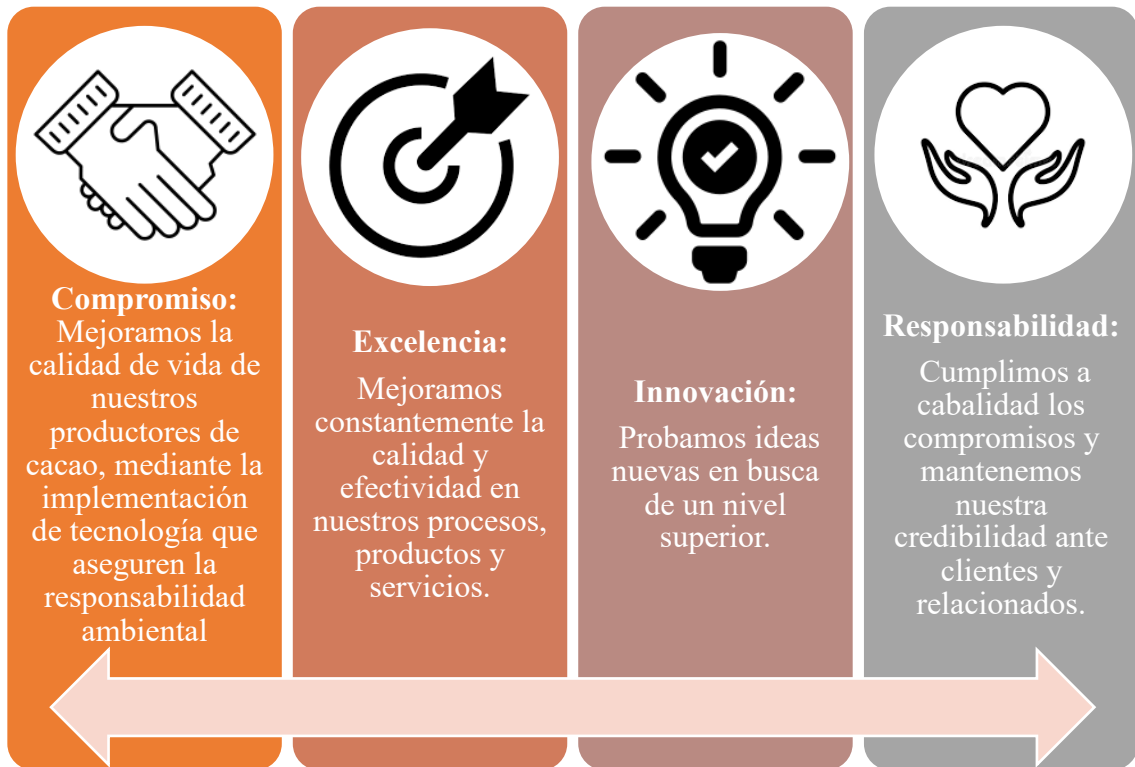 Compromiso:
Mejoramos la
calidad de vida de
nuestros
productores de
cacao, mediante la
implementación
de tecnología que
aseguren la
responsabilidad
ambiental
Excelencia:
Mejoramos
constantemente la
calidad y
efectividad en
nuestros procesos,
productos y
servicios.
Innovación:
Probamos ideas
nuevas en busca
de un nivel
superior.
Responsabilidad:
Cumplimos a
cabalidad los
compromisos y
mantenemos
nuestra
credibilidad ante
clientes y
relacionados.